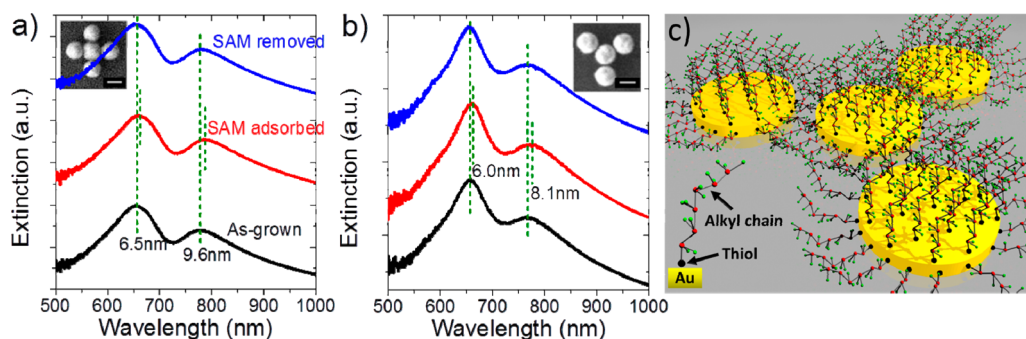 a)
SAM removed
SAM adsorbed
As-grown
6.5nm
9.6nm
Extinction (a.u.)
500 600 700 800 900 1000
Wavelength (nm)
b)
6.0nm
8.1nm
Extinction (a.u.)
500 600 700 800 900 1000
Wavelength (nm)
c)
Alkyl chain
Thiol
Au